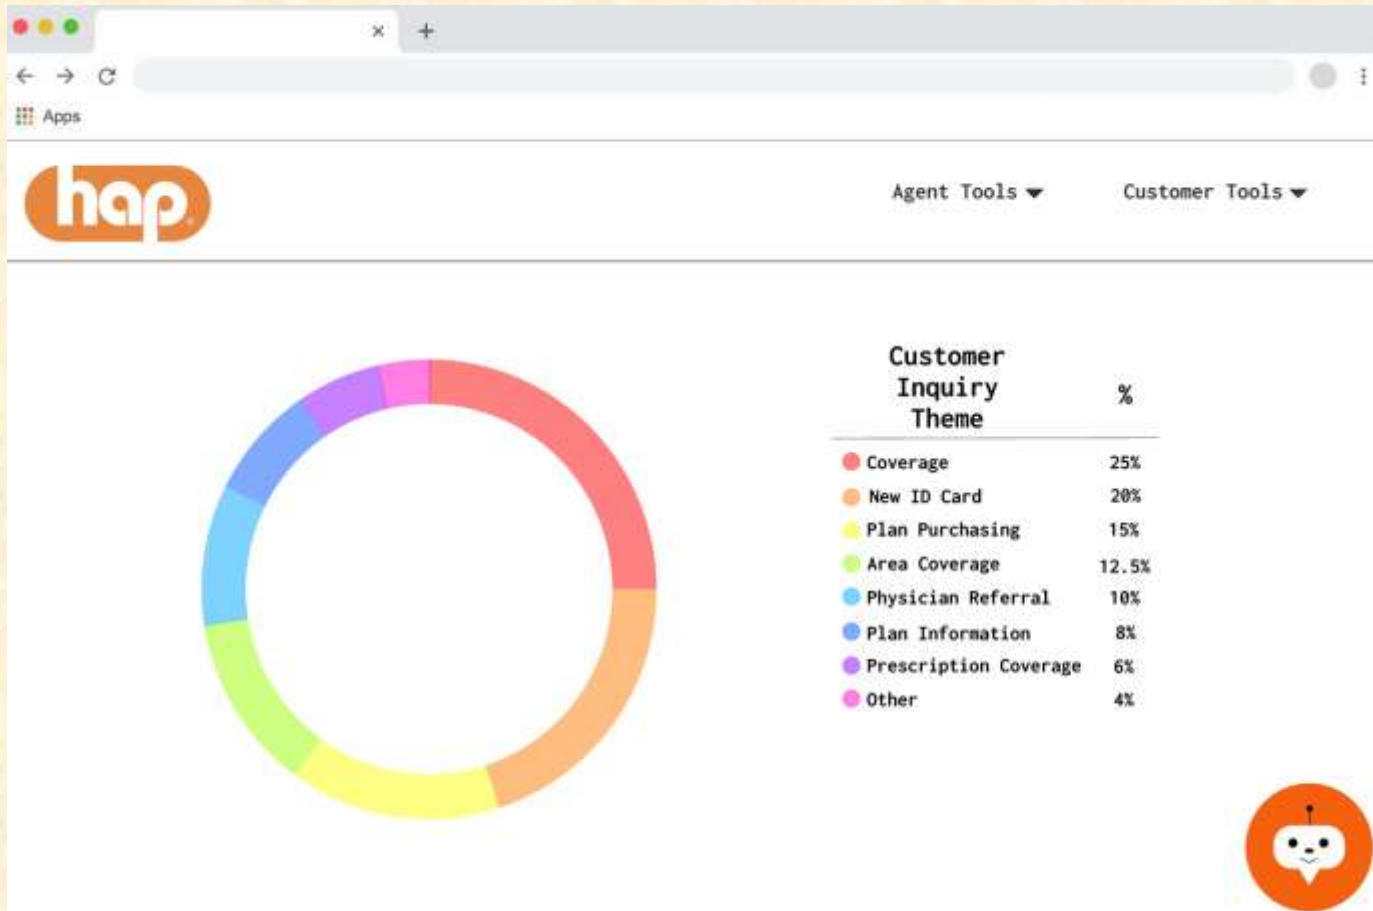 Apps
hap
Agent Tools
Customer Tools
Customer
Inquiry
Theme
%
Coverage 25%
New ID Card 20%
Plan Purchasing 15%
Area Coverage 12.5%
Physician Referral 10%
Plan Information 8%
Prescription Coverage 6%
Other 4%